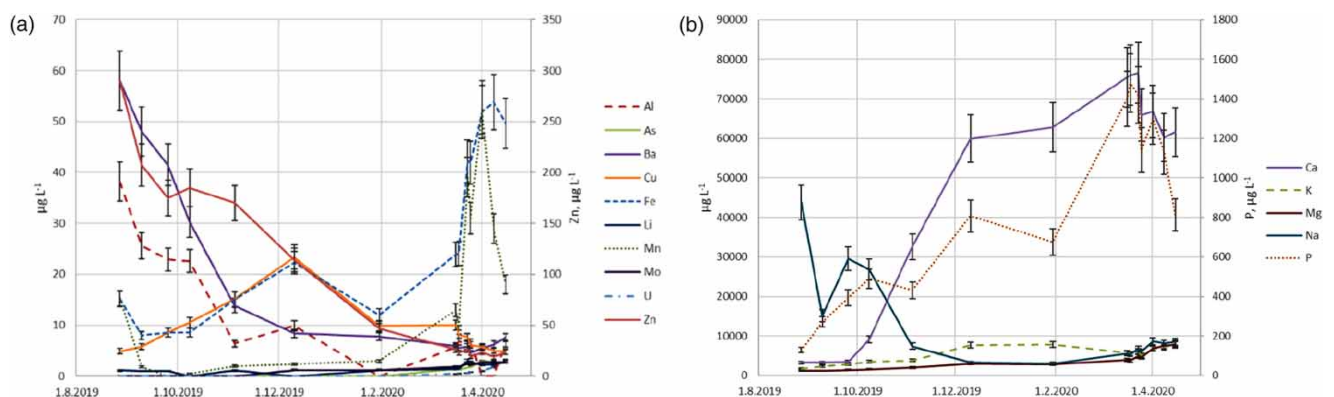 (a)
70
60
50
40
30
20
10
0
µg L-1
350
300
250
200
150
100
50
0
Zn, µg L-1
1.8.2019
1.10.2019
1.12.2019
1.2.2020
1.4.2020
Al
As
Ba
Cu
Fe
Li
Mn
Mo
U
Zn
(b)
90000
80000
70000
60000
50000
40000
30000
20000
10000
0
µg L-1
1800
1600
1400
1200
1000
800
600
400
200
0
P, µg L-1
1.8.2019
1.10.2019
1.12.2019
1.2.2020
1.4.2020
Ca
K
Mg
Na
P